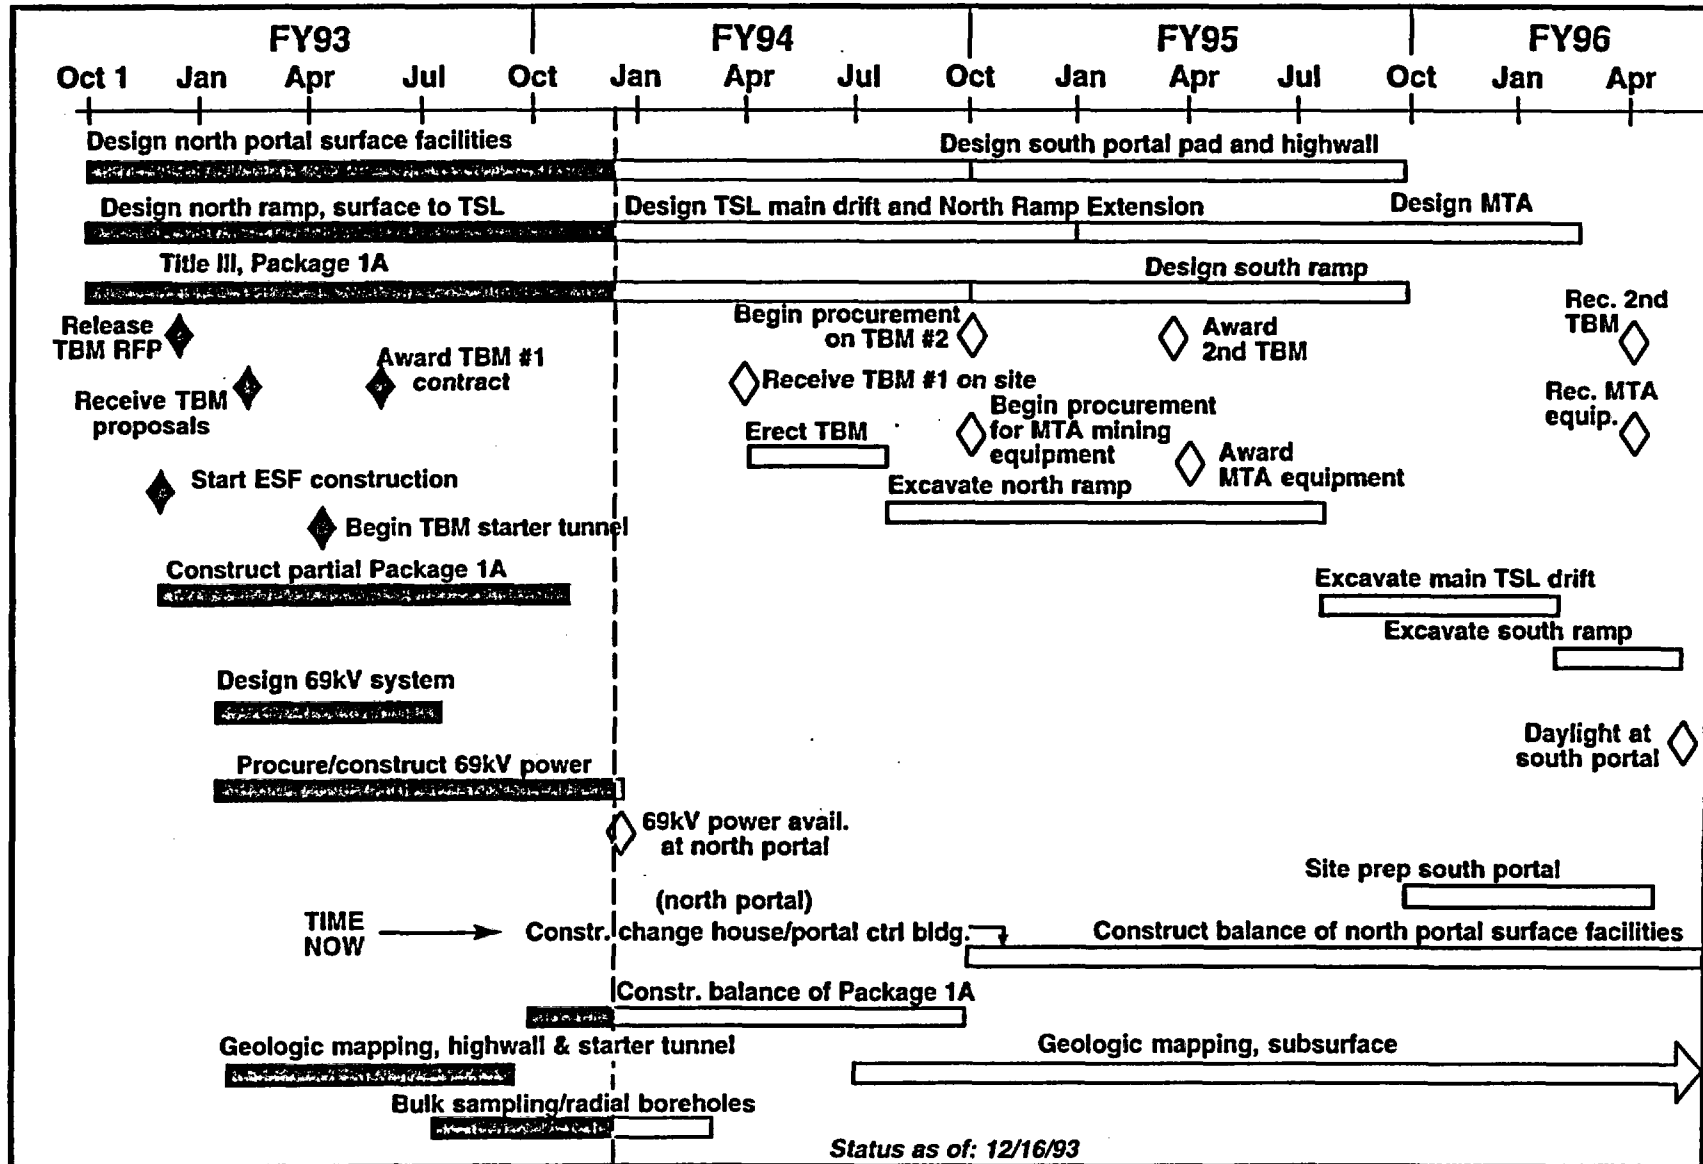 FY93 FY94 FY95 FY96
Oct 1 Jan Apr Jul Oct Jan Apr Jul Oct Jan Apr Jul Oct Jan Apr
Design north portal surface facilities
Design south portal pad and highwall
Design north ramp, surface to TSL
Design TSL main drift and North Ramp Extension
Design MTA
Title III, Package 1A
Design south ramp
Release
TBM RFP
Receive TBM
proposals
Award TBM #1
contract
Begin procurement
on TBM #2
Award
2nd TBM
Rec. 2nd
TBM
Receive TBM #1 on site
Rec. MTA
equip.
Erect TBM
Begin procurement
for MTA mining
equipment
Award
MTA equipment
Start ESF construction
Excavate north ramp
Begin TBM starter tunnel
Construct partial Package 1A
Excavate main TSL drift
Excavate south ramp
Design 69kV system
Daylight at
south portal
Procure/construct 69kV power
69kV power avail.
at north portal
Site prep south portal
(north portal)
TIME
NOW
Constr. change house/portal ctrl bldg.
Construct balance of north portal surface facilities
Constr. balance of Package 1A
Geologic mapping, highwall & starter tunnel
Geologic mapping, subsurface
Bulk sampling/radial boreholes
Status as of: 12/16/93